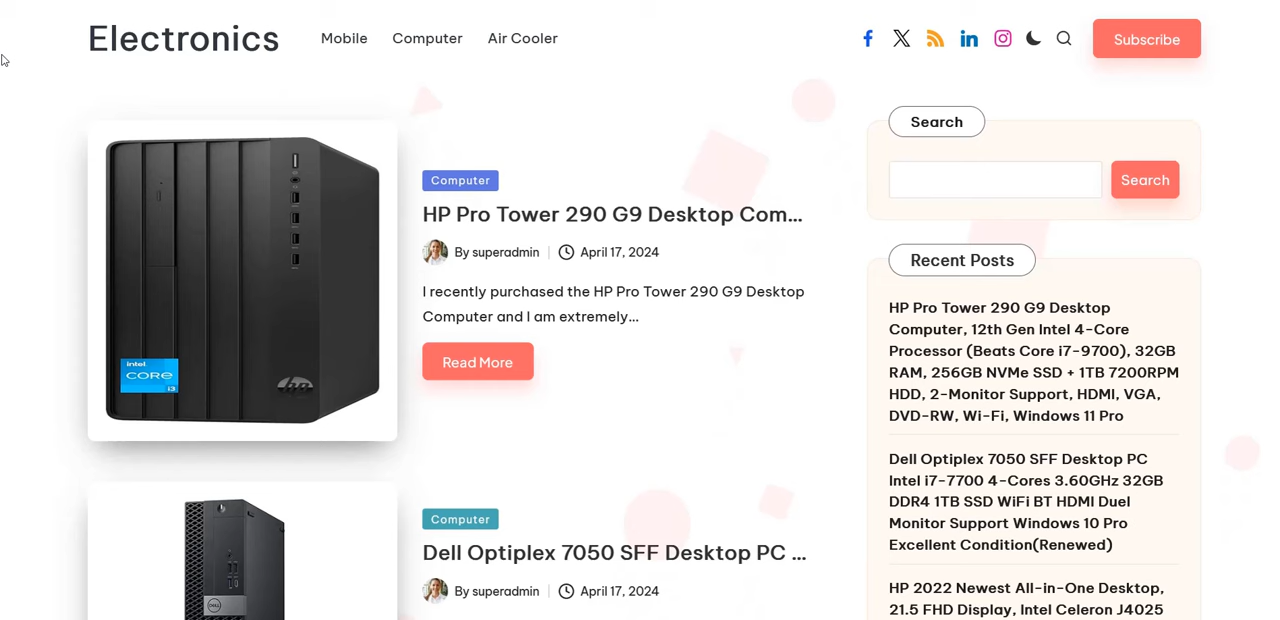 Electronics
Mobile
Computer
Air Cooler
Subscribe
intel
CORE
i3
hp
Computer
HP Pro Tower 290 G9 Desktop Com...
By superadmin
April 17, 2024
I recently purchased the HP Pro Tower 290 G9 Desktop
Computer and I am extremely...
Read More
DELL
Computer
Dell Optiplex 7050 SFF Desktop PC ...
By superadmin
April 17, 2024
Search
Search
Recent Posts
HP Pro Tower 290 G9 Desktop
Computer, 12th Gen Intel 4-Core
Processor (Beats Core i7-9700), 32GB
RAM, 256GB NVMe SSD + 1TB 7200RPM
HDD, 2-Monitor Support, HDMI, VGA,
DVD-RW, Wi-Fi, Windows 11 Pro
Dell Optiplex 7050 SFF Desktop PC
Intel i7-7700 4-Cores 3.60GHz 32GB
DDR4 1TB SSD WiFi BT HDMI Duel
Monitor Support Windows 10 Pro
Excellent Condition(Renewed)
HP 2022 Newest All-in-One Desktop,
21.5 FHD Display, Intel Celeron J4025